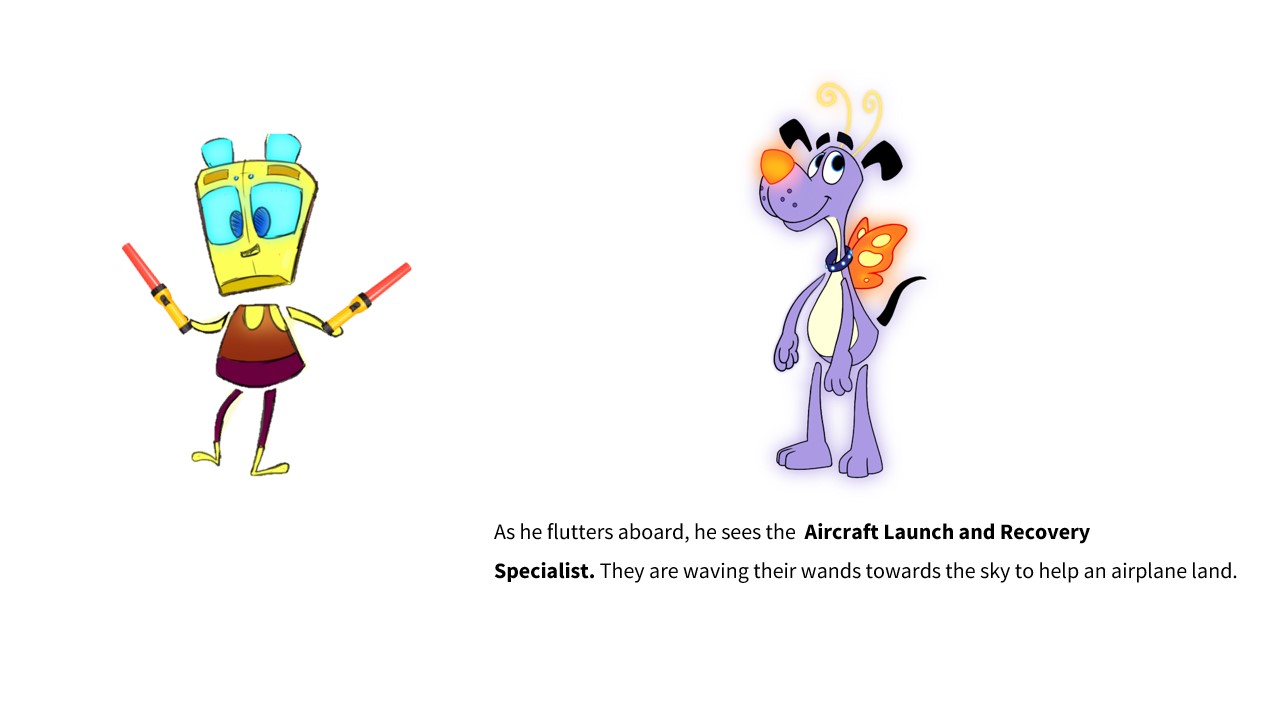 As he flutters aboard, he sees the Aircraft Launch and Recovery
Specialist. They are waving their wands towards the sky to help an airplane land.